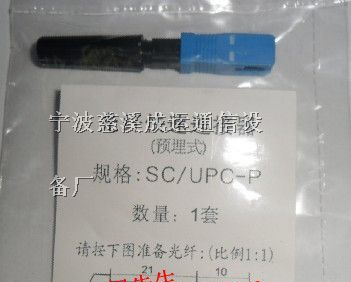 宁波慈溪成运通信设
备厂
(预埋式)
规格:SC/UPC-P
数量: 1套
请按下图准备光纤:(比例1:1)
21 10